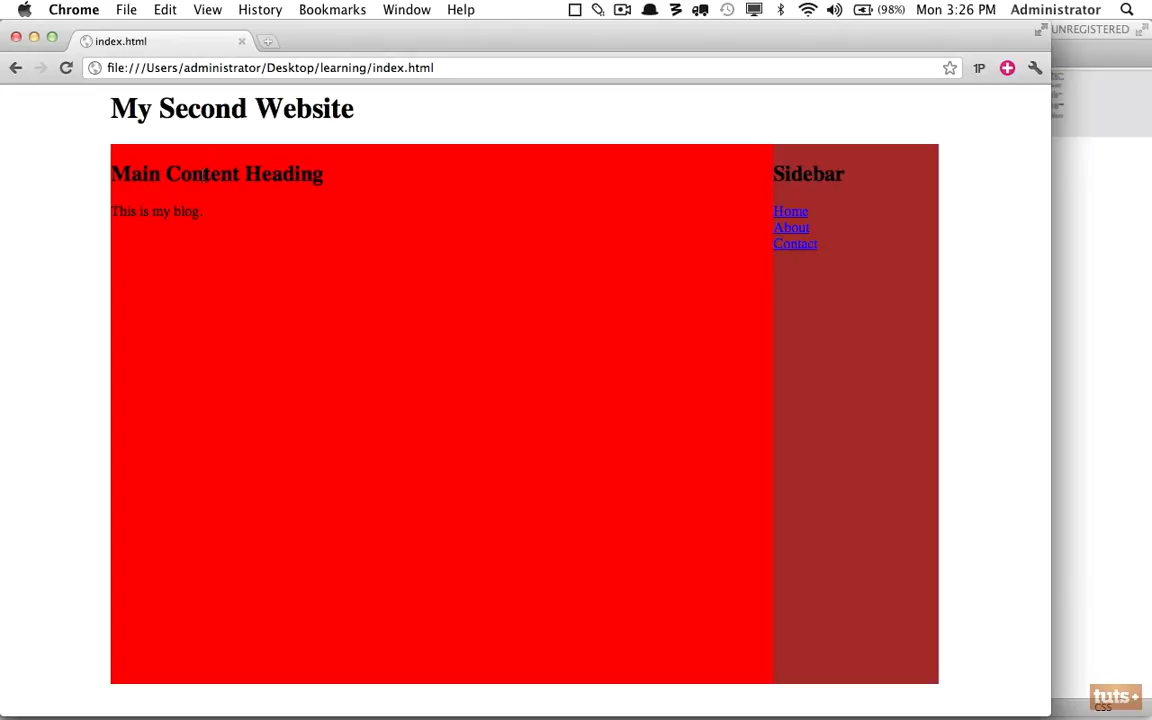 Chrome File Edit View History Bookmarks Window Help (98%) Mon 3:26 PM Administrator
UNREGISTERED
index.html
file:///Users/administrator/Desktop/learning/index.html 1P
My Second Website
Main Content Heading
This is my blog.
Sidebar
Home
About
Contact
tuts+
CSS